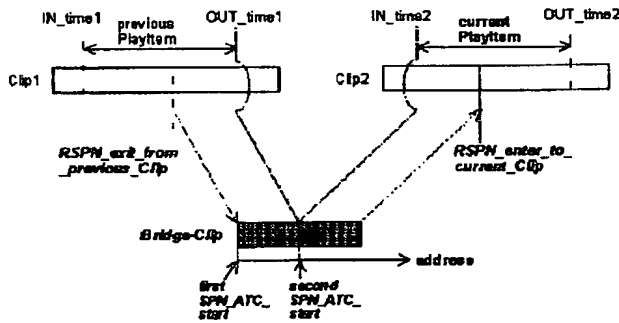 IN_time1
previous
PlayItem
OUT_time1
IN_time2
current
PlayItem
OUT_time2
Clip1
Clip2
RSPN_exit_from
_previous_Clip
RSPN_enter_to_
current_Clip
Bridge-Clip
address
first
SPN_ATC_
start
second
SPN_ATC_
start